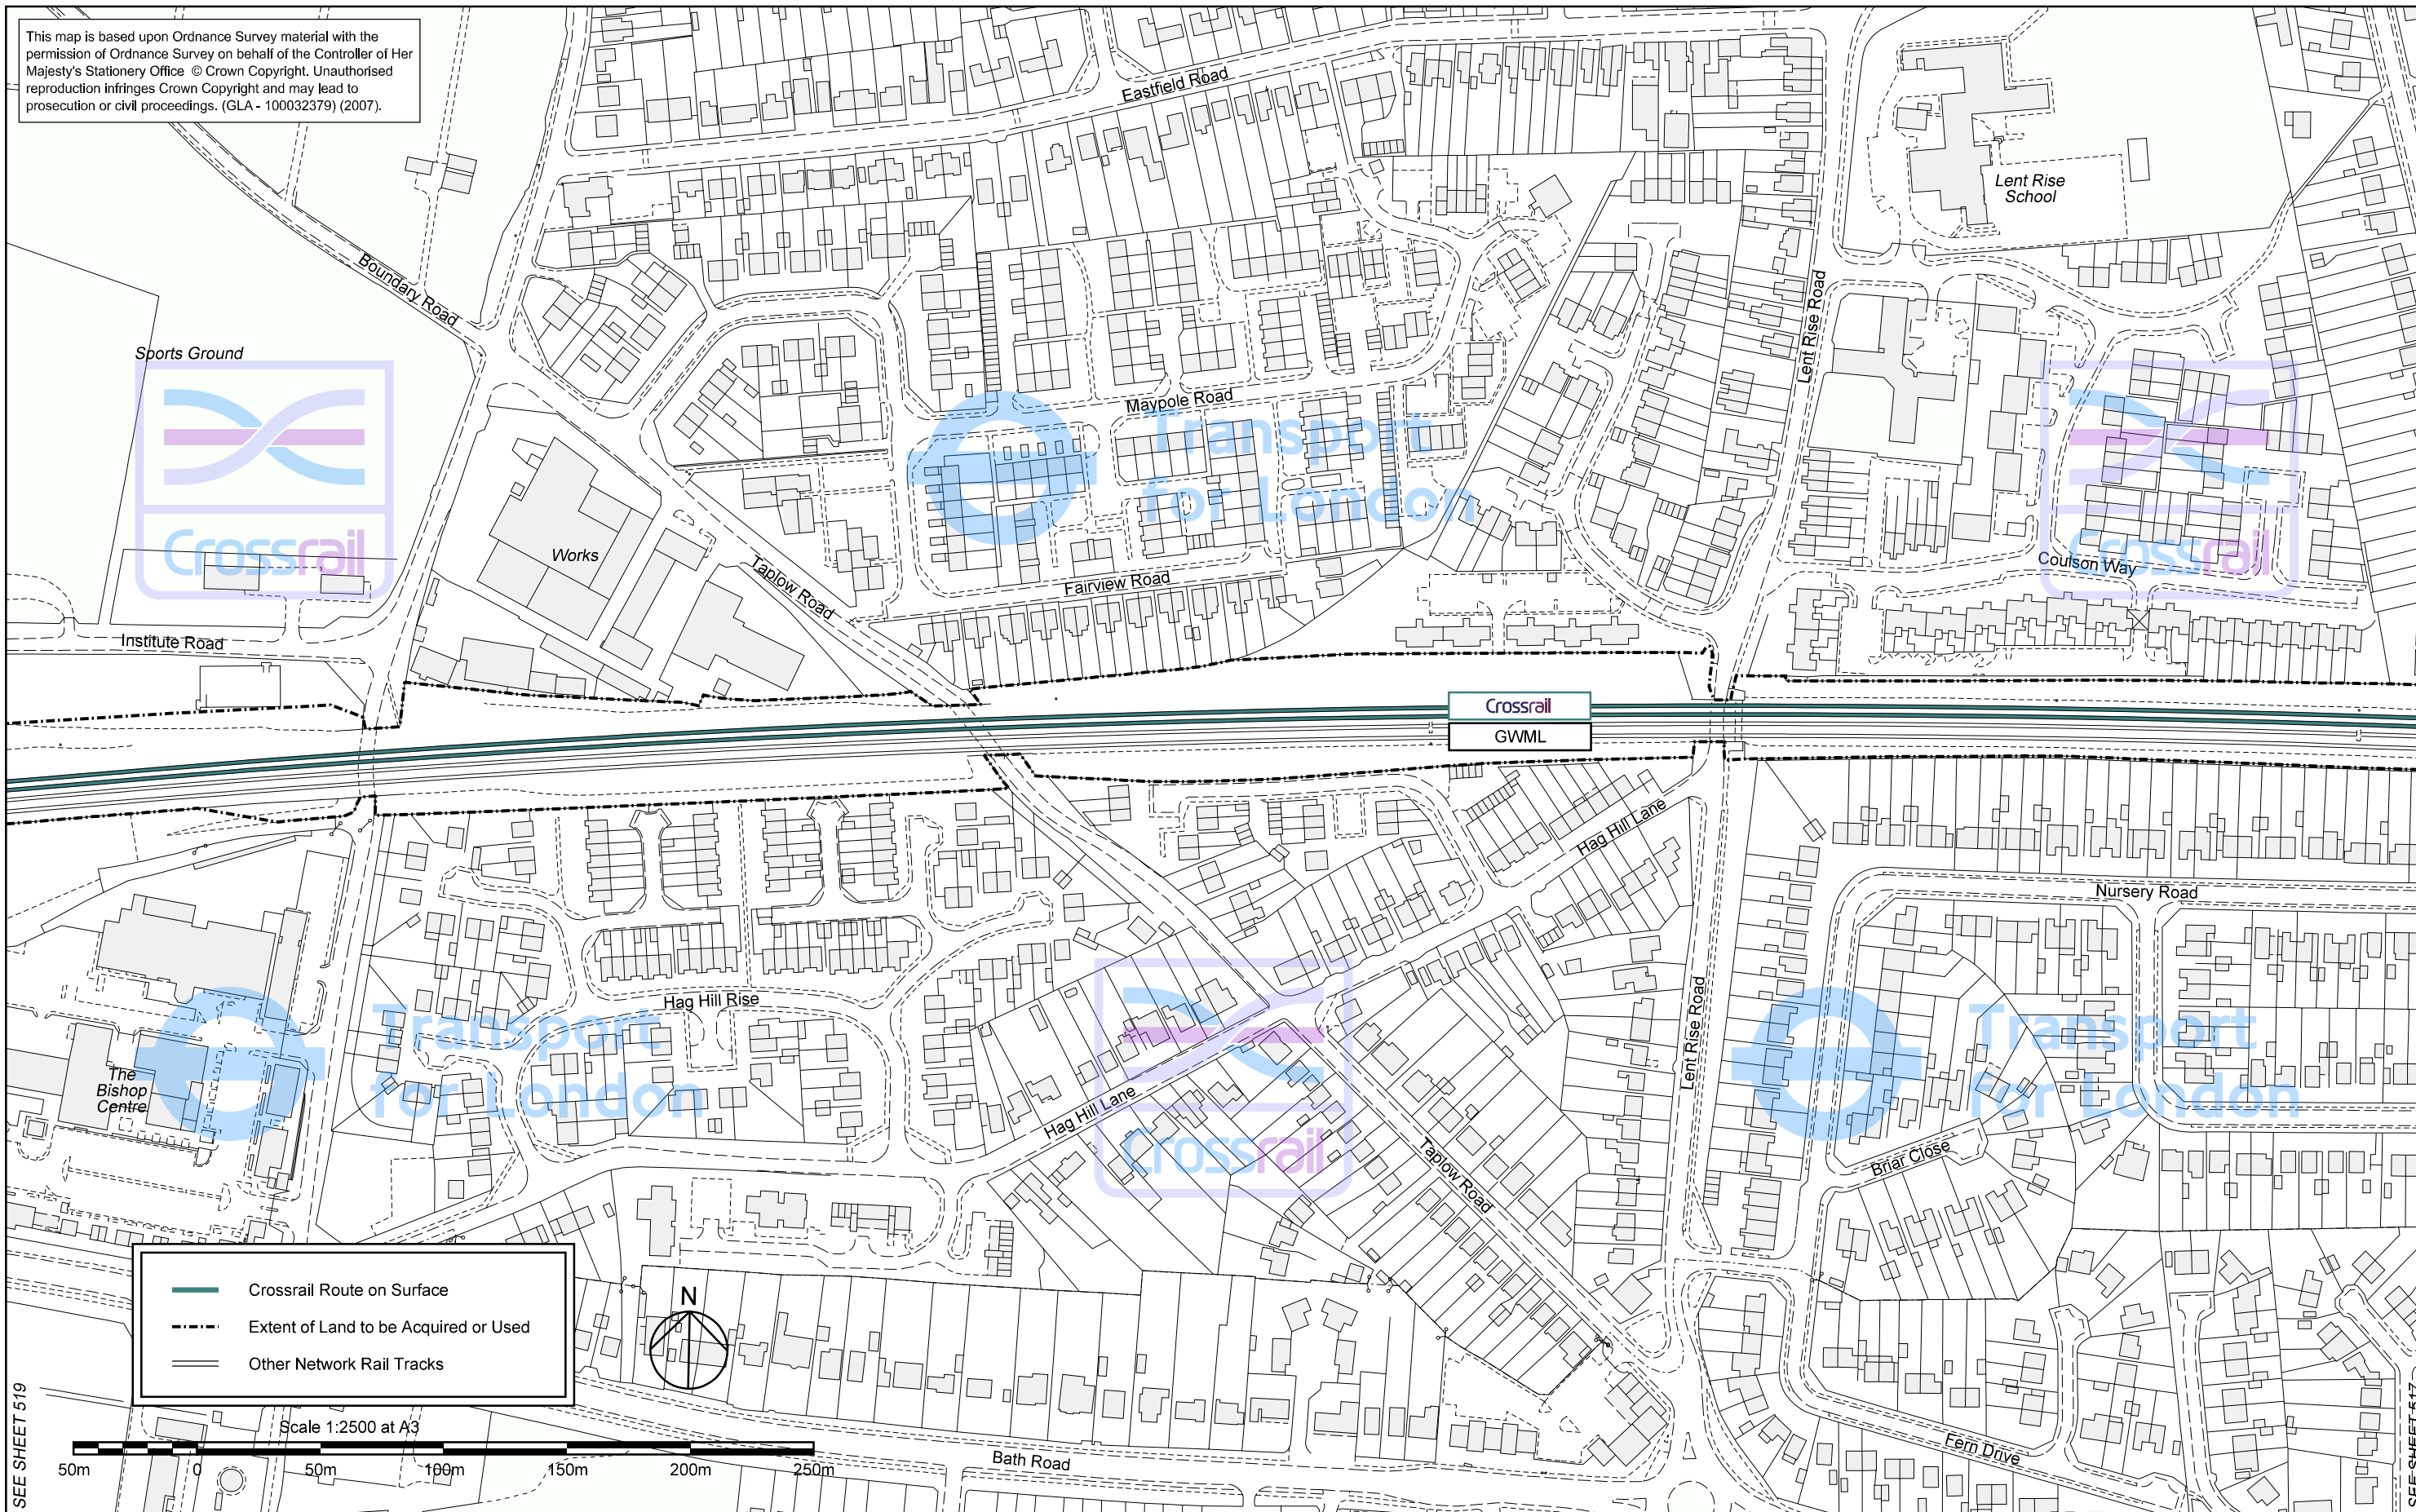 This map is based upon Ordnance Survey material with the
permission of Ordnance Survey on behalf of the Controller of Her
Majesty's Stationery Office © Crown Copyright. Unauthorised
reproduction infringes Crown Copyright and may lead to
prosecution or civil proceedings. (GLA - 100032379) (2007).
Eastfield Road
Lent Rise
School
Boundary Road
Lent Rise Road
Sports Ground
Maypole Road
Transport
for London
Crossrail
Works
Taplow Road
Fairview Road
Coulson Way
Crossrail
Institute Road
Crossrail
GWML
Hag Hill Lane
Nursery Road
Hag Hill Rise
Lent Rise Road
Transport
for London
Transport
for London
The
Bishop
Centre
Hag Hill Lane
Crossrail
Taplow Road
Briar Close
Crossrail Route on Surface
Extent of Land to be Acquired or Used
Other Network Rail Tracks
N
SEE SHEET 519
SEE SHEET 517
Scale 1:2500 at A3
50m 0 50m 100m 150m 200m 250m
Bath Road
Fern Drive